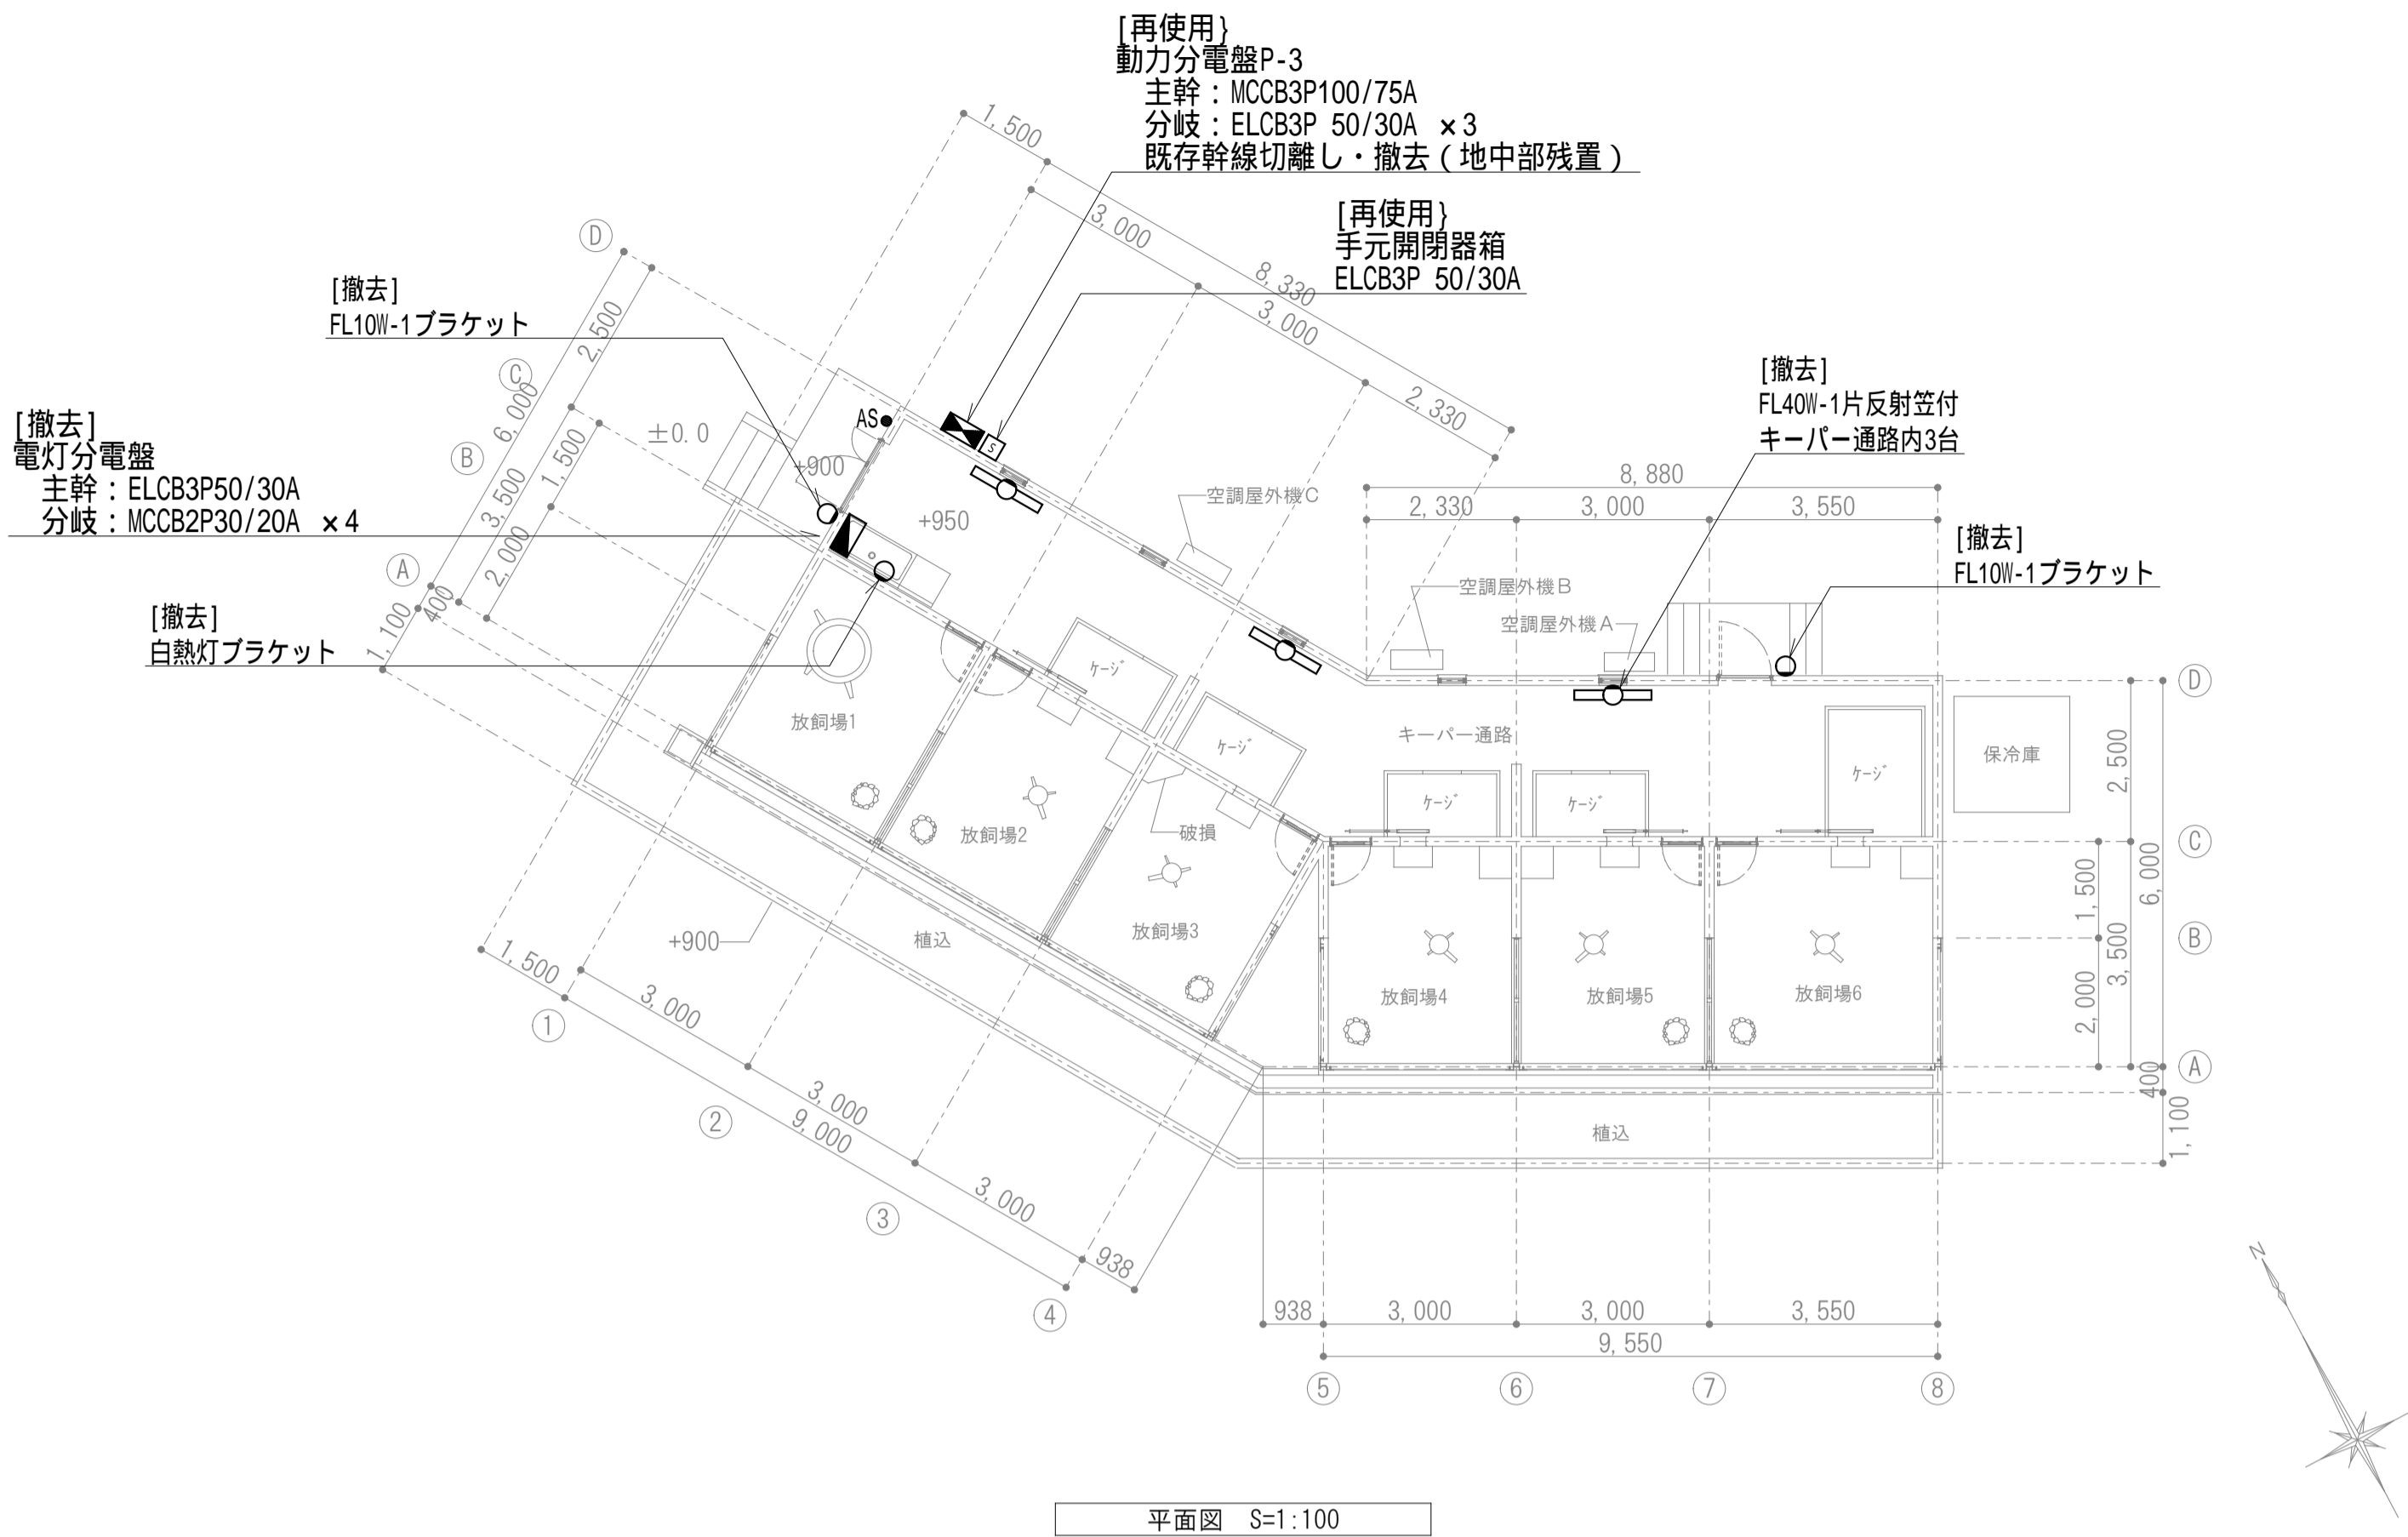 [再使用}
動力分電盤P-3
主幹：MCCB3P100/75A
分岐：ELCB3P 50/30A ×3
既存幹線切離し・撤去（地中部残置）
[再使用}
手元開閉器箱
ELCB3P 50/30A
[撤去]
FL10W-1ブラケット
[撤去]
電灯分電盤
主幹：ELCB3P50/30A
分岐：MCCB2P30/20A ×4
[撤去]
白熱灯ブラケット
[撤去]
FL40W-1片反射笠付
キーパー通路内3台
[撤去]
FL10W-1ブラケット
1,500
3,000
8,330
3,000
2,330
D
C
B
A
2,500
6,000
1,500
3,500
2,000
400
1,100
±0.0
AS
S
+900
+950
空調屋外機C
空調屋外機B
空調屋外機A
8,880
2,330
3,000
3,550
キーパー通路
ケージ
ケージ
ケージ
ケージ
ケージ
保冷庫
破損
放飼場1
放飼場2
放飼場3
放飼場4
放飼場5
放飼場6
+900
植込
植込
D
C
B
A
2,500
6,000
1,500
3,500
2,000
400
1,100
1,500
3,000
3,000
9,000
3,000
938
1
2
3
4
938
3,000
3,000
3,550
9,550
5
6
7
8
N
平面図 S=1:100